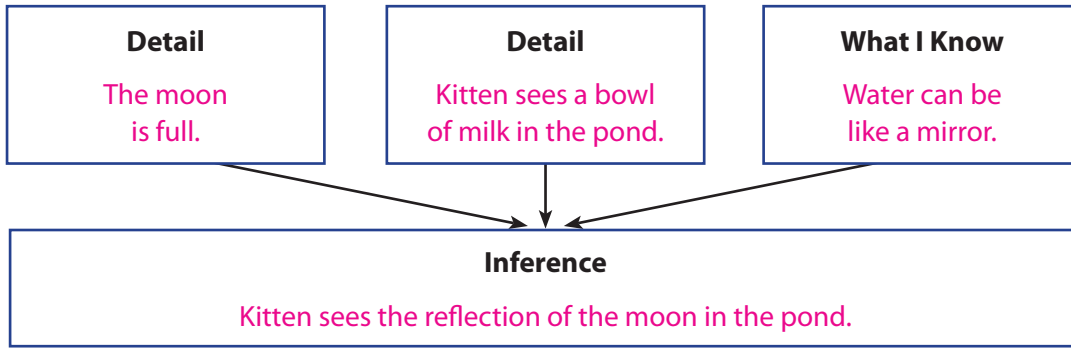 Detail
The moon
is full.
Detail
Kitten sees a bowl
of milk in the pond.
What I Know
Water can be
like a mirror.
Inference
Kitten sees the reflection of the moon in the pond.